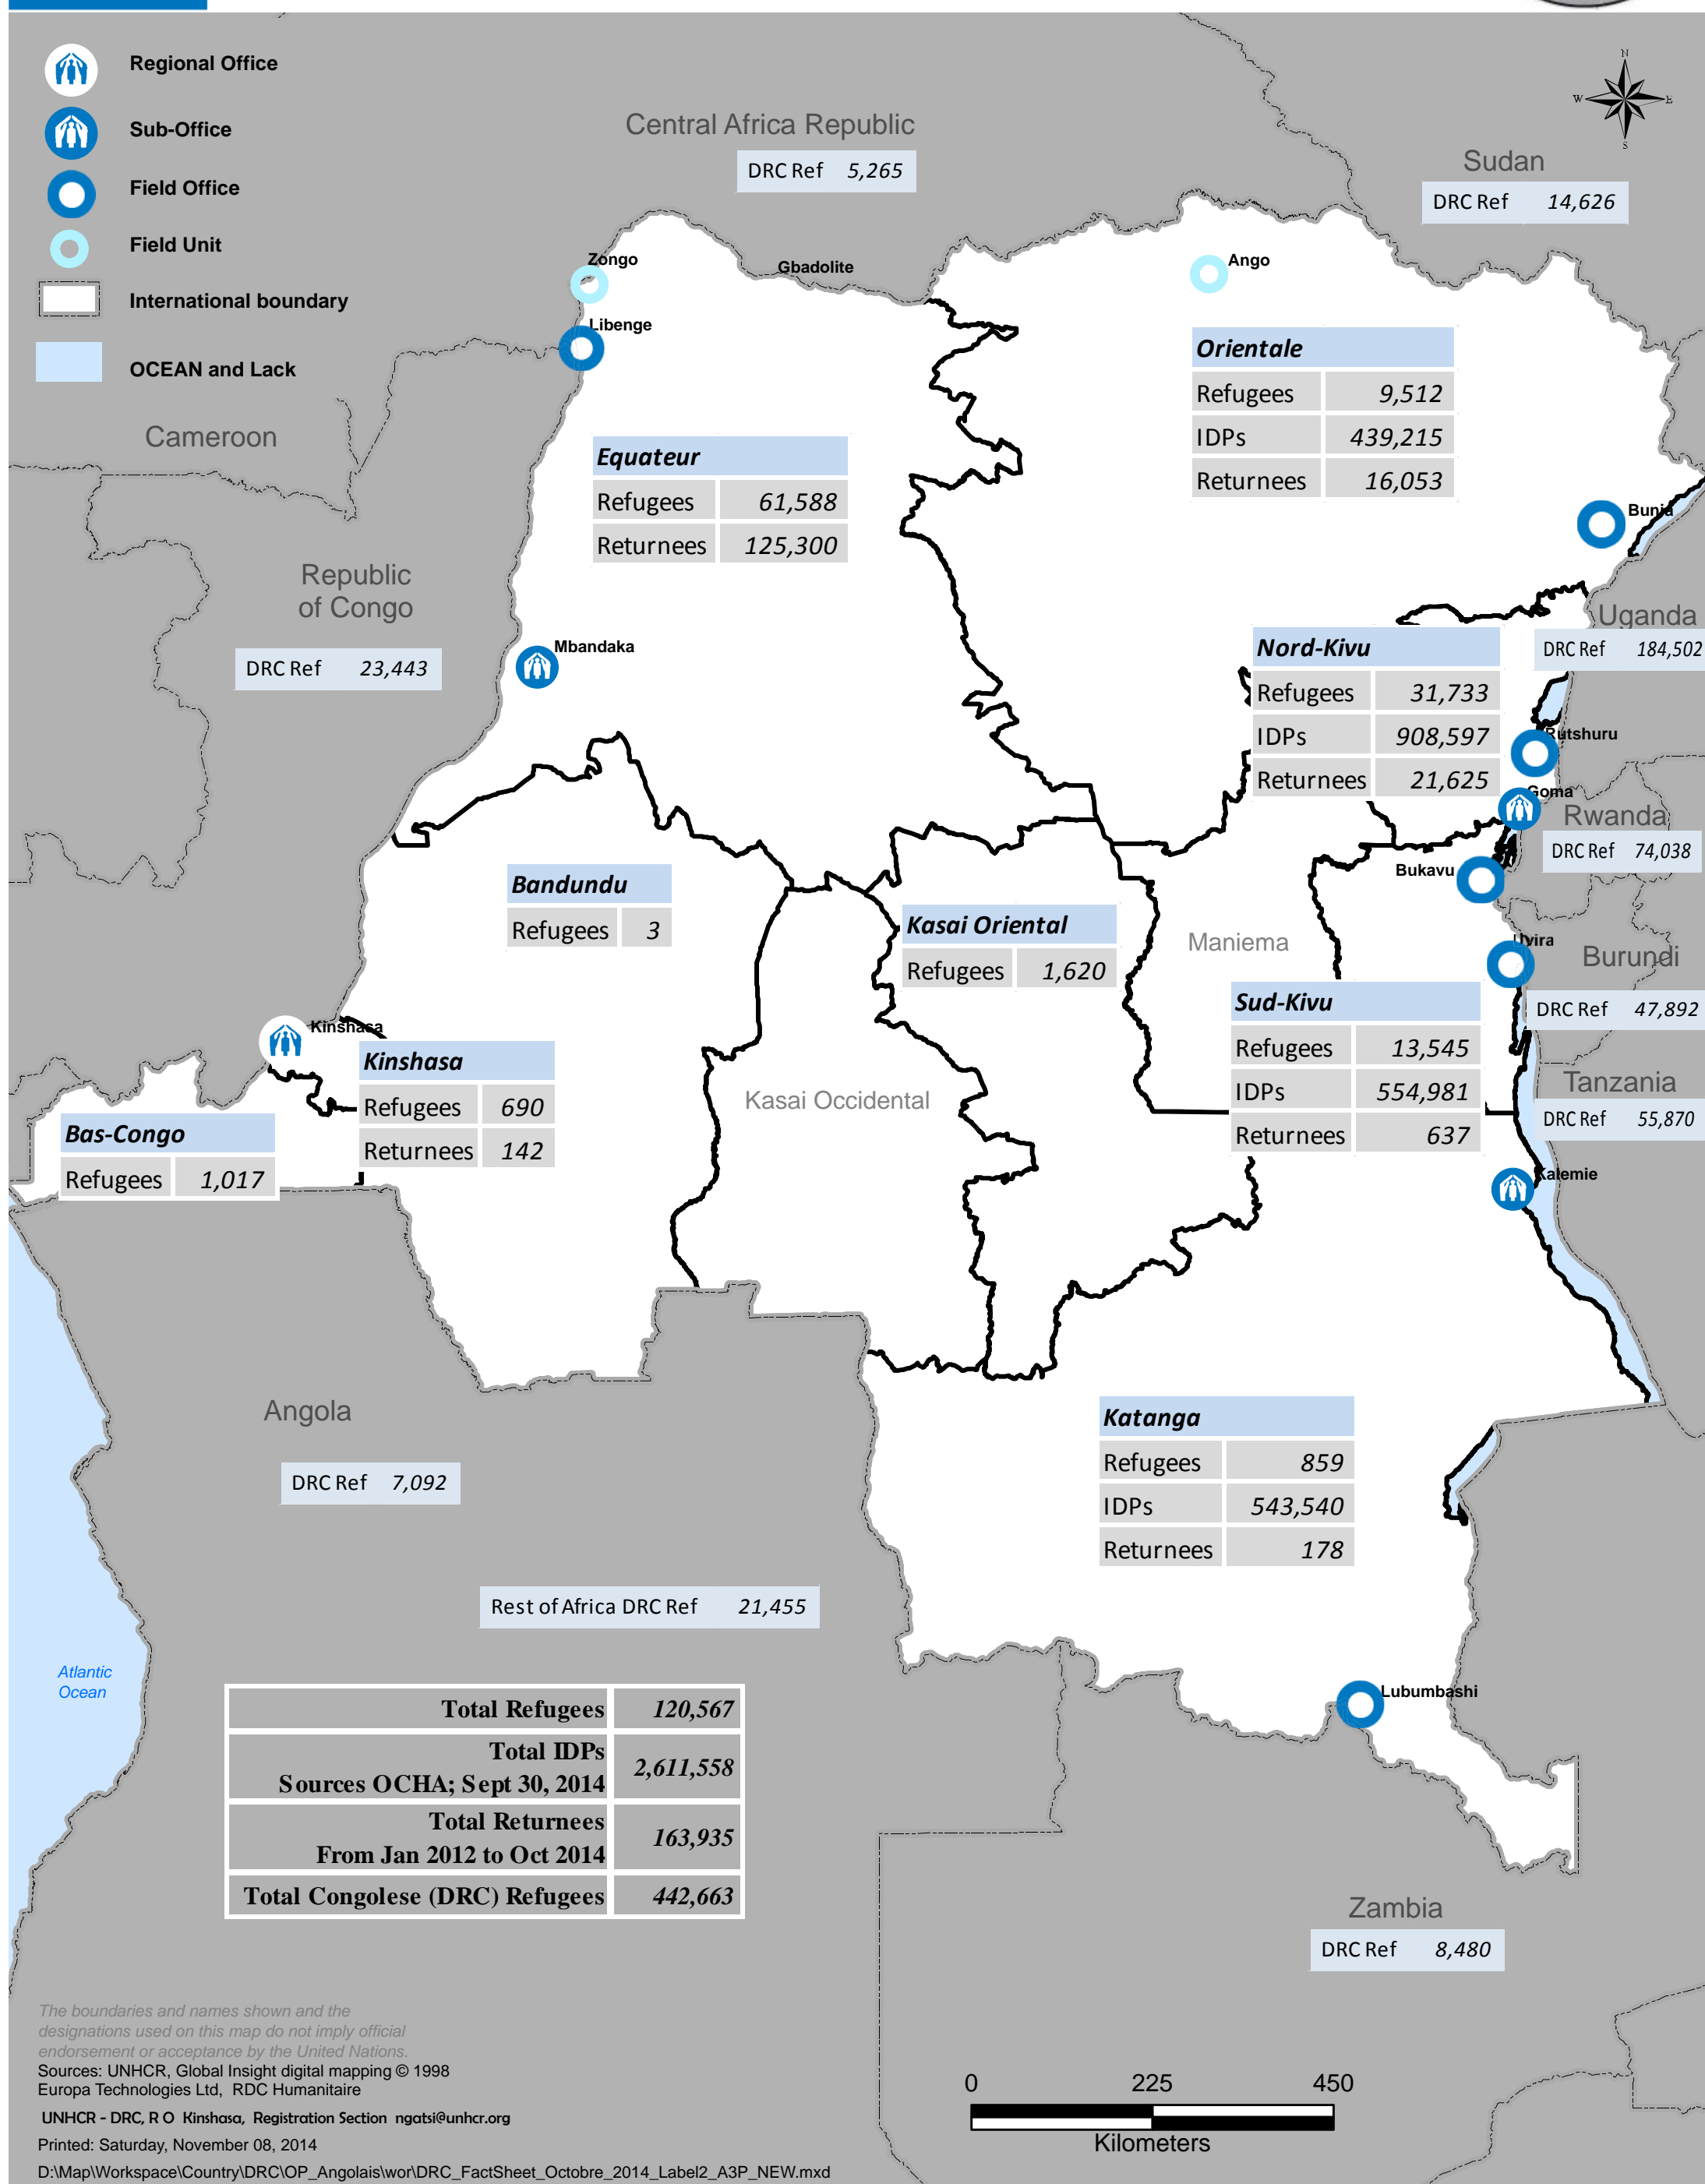 Regional Office
Sub-Office
Field Office
Field Unit
International boundary
OCEAN and Lack
N
W E
S
Central Africa Republic
DRC Ref 5,265
Sudan
DRC Ref 14,626
Zongo
Gbadolite
Ango
Libenge
Cameroon
Orientale
Refugees 9,512
IDPs 439,215
Returnees 16,053
Equateur
Refugees 61,588
Returnees 125,300
Bunia
Republic
of Congo
DRC Ref 23,443
Mbandaka
Uganda
DRC Ref 184,502
Nord-Kivu
Refugees 31,733
IDPs 908,597
Returnees 21,625
Rutshuru
Goma
Rwanda
DRC Ref 74,038
Bukavu
Bandundu
Refugees 3
Kasai Oriental
Refugees 1,620
Maniema
Uvira
Burundi
DRC Ref 47,892
Sud-Kivu
Refugees 13,545
IDPs 554,981
Returnees 637
Kinshasa
Kinshasa
Refugees 690
Returnees 142
Kasai Occidental
Tanzania
DRC Ref 55,870
Bas-Congo
Refugees 1,017
Kalemie
Angola
DRC Ref 7,092
Katanga
Refugees 859
IDPs 543,540
Returnees 178
Rest of Africa DRC Ref 21,455
Atlantic
Ocean
Lubumbashi
Total Refugees 120,567
Total IDPs
Sources OCHA; Sept 30, 2014 2,611,558
Total Returnees
From Jan 2012 to Oct 2014 163,935
Total Congolese (DRC) Refugees 442,663
Zambia
DRC Ref 8,480
The boundaries and names shown and the
designations used on this map do not imply official
endorsement or acceptance by the United Nations.
Sources: UNHCR, Global Insight digital mapping © 1998
Europa Technologies Ltd, RDC Humanitaire
UNHCR - DRC, R O Kinshasa, Registration Section ngatsi@unhcr.org
Printed: Saturday, November 08, 2014
D:\Map\Workspace\Country\DRC\OP_Angolais\wor\DRC_FactSheet_Octobre_2014_Label2_A3P_NEW.mxd
0 225 450
Kilometers